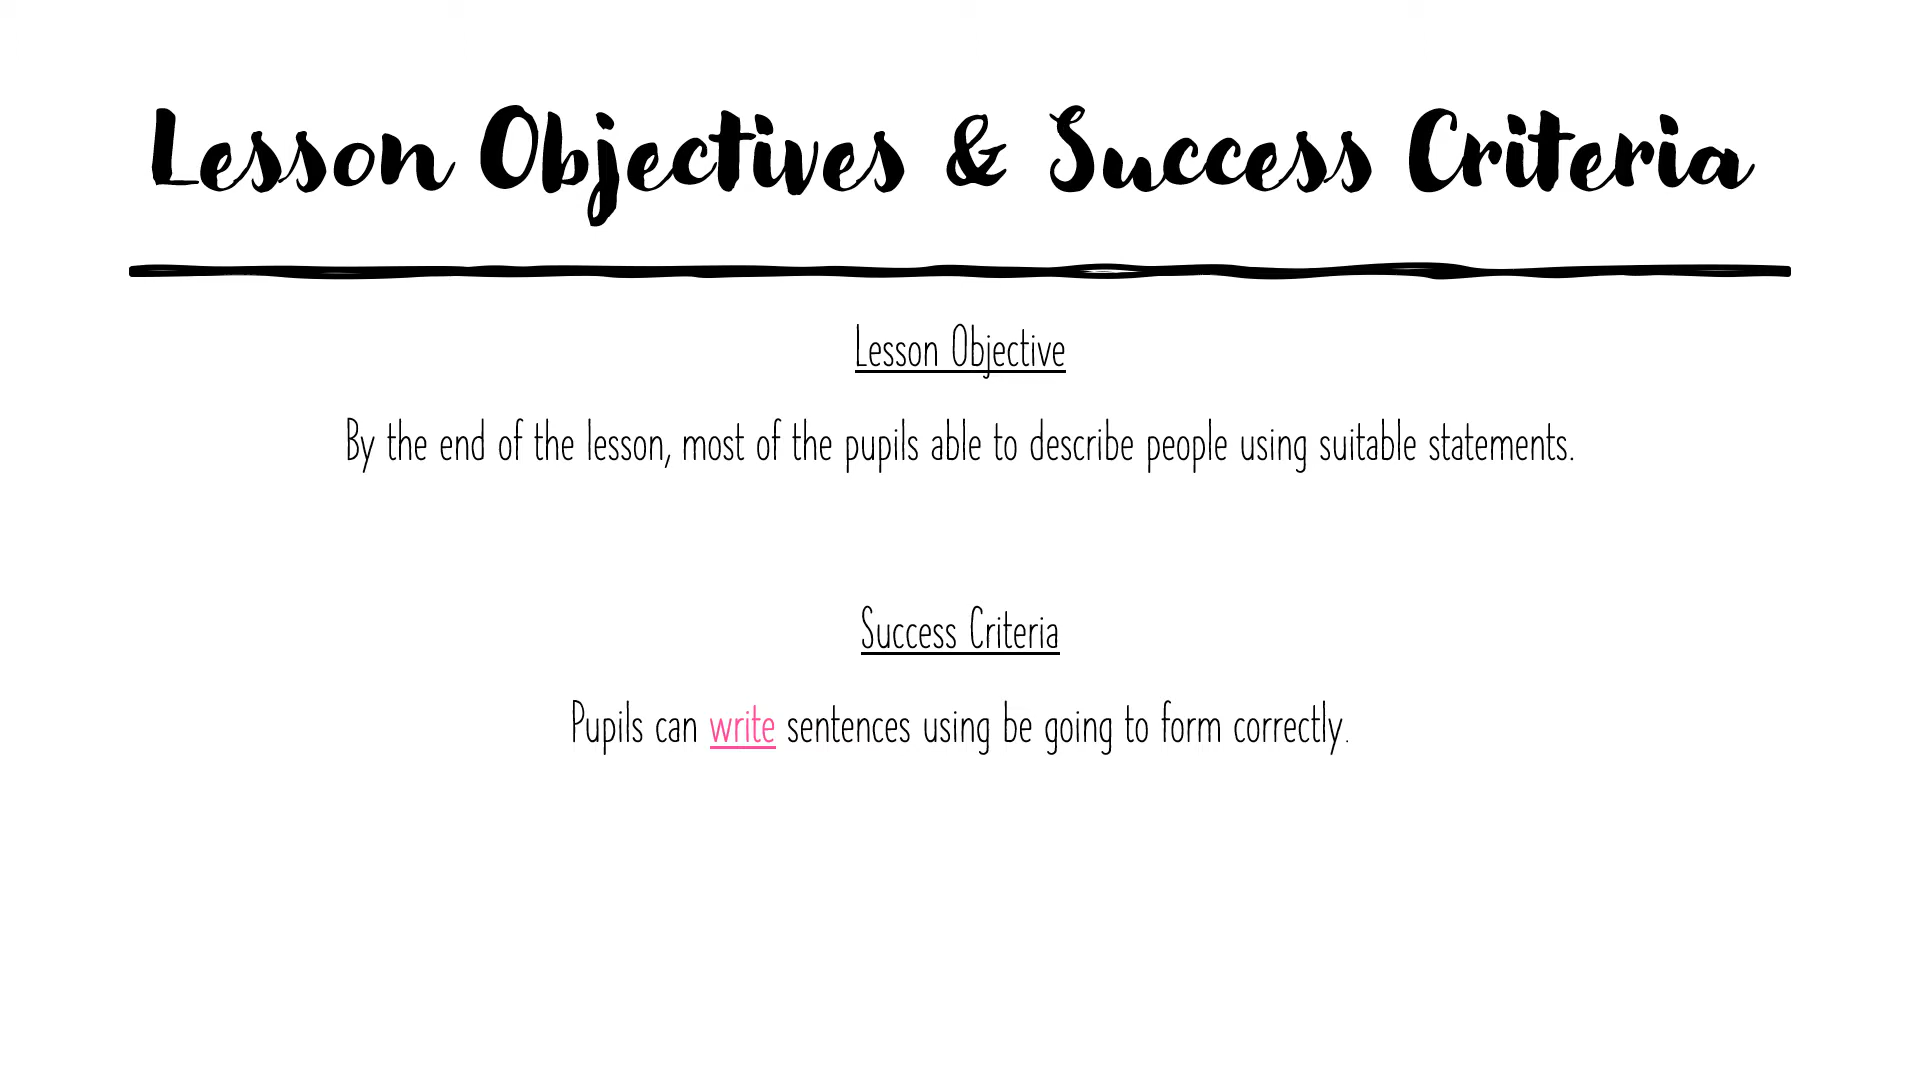 Lesson Objectives & Success Criteria
Lesson Objective
By the end of the lesson, most of the pupils able to describe people using suitable statements.
Success Criteria
Pupils can write sentences using be going to form correctly.